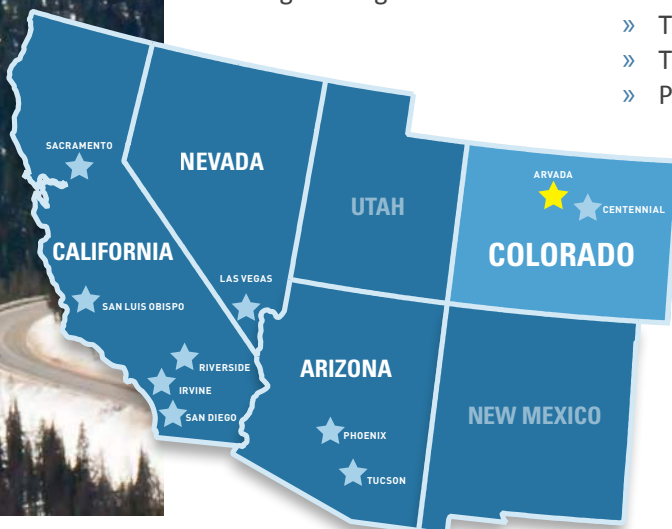 » T
» T
» P
SACRAMENTO
NEVADA
UTAH
ARVADA
CENTENNIAL
COLORADO
CALIFORNIA
LAS VEGAS
SAN LUIS OBISPO
RIVERSIDE
IRVINE
SAN DIEGO
ARIZONA
NEW MEXICO
PHOENIX
TUCSON